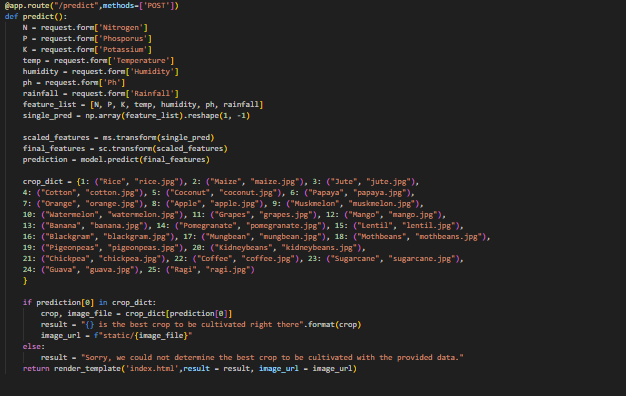 @app.route("/predict",methods=['POST'])
def predict():
N = request.form['Nitrogen']
P = request.form['Phosporus']
K = request.form['Potassium']
temp = request.form['Temperature']
humidity = request.form['Humidity']
ph = request.form['Ph']
rainfall = request.form['Rainfall']
feature_list = [N, P, K, temp, humidity, ph, rainfall]
single_pred = np.array(feature_list).reshape(1, -1)
scaled_features = ms.transform(single_pred)
final_features = sc.transform(scaled_features)
prediction = model.predict(final_features)
crop_dict = {1: ("Rice", "rice.jpg"), 2: ("Maize", "maize.jpg"), 3: ("Jute", "jute.jpg"),
4: ("Cotton", "cotton.jpg"), 5: ("Coconut", "coconut.jpg"), 6: ("Papaya", "papaya.jpg"),
7: ("Orange", "orange.jpg"), 8: ("Apple", "apple.jpg"), 9: ("Muskmelon", "muskmelon.jpg"),
10: ("Watermelon", "watermelon.jpg"), 11: ("Grapes", "grapes.jpg"), 12: ("Mango", "mango.jpg"),
13: ("Banana", "banana.jpg"), 14: ("Pomegranate", "pomegranate.jpg"), 15: ("Lentil", "lentil.jpg"),
16: ("Blackgram", "blackgram.jpg"), 17: ("Mungbean", "mungbean.jpg"), 18: ("Mothbeans", "mothbeans.jpg"),
19: ("Pigeonpeas", "pigeonpeas.jpg"), 20: ("Kidneybeans", "kidneybeans.jpg"),
21: ("Chickpea", "chickpea.jpg"), 22: ("Coffee", "coffee.jpg"), 23: ("Sugarcane", "sugarcane.jpg"),
24: ("Guava", "guava.jpg"), 25: ("Ragi", "ragi.jpg")
}
if prediction[0] in crop_dict:
crop, image_file = crop_dict[prediction[0]]
result = "{} is the best crop to be cultivated right there".format(crop)
image_url = f"static/{image_file}"
else:
result = "Sorry, we could not determine the best crop to be cultivated with the provided data."
return render_template('index.html',result = result, image_url = image_url)